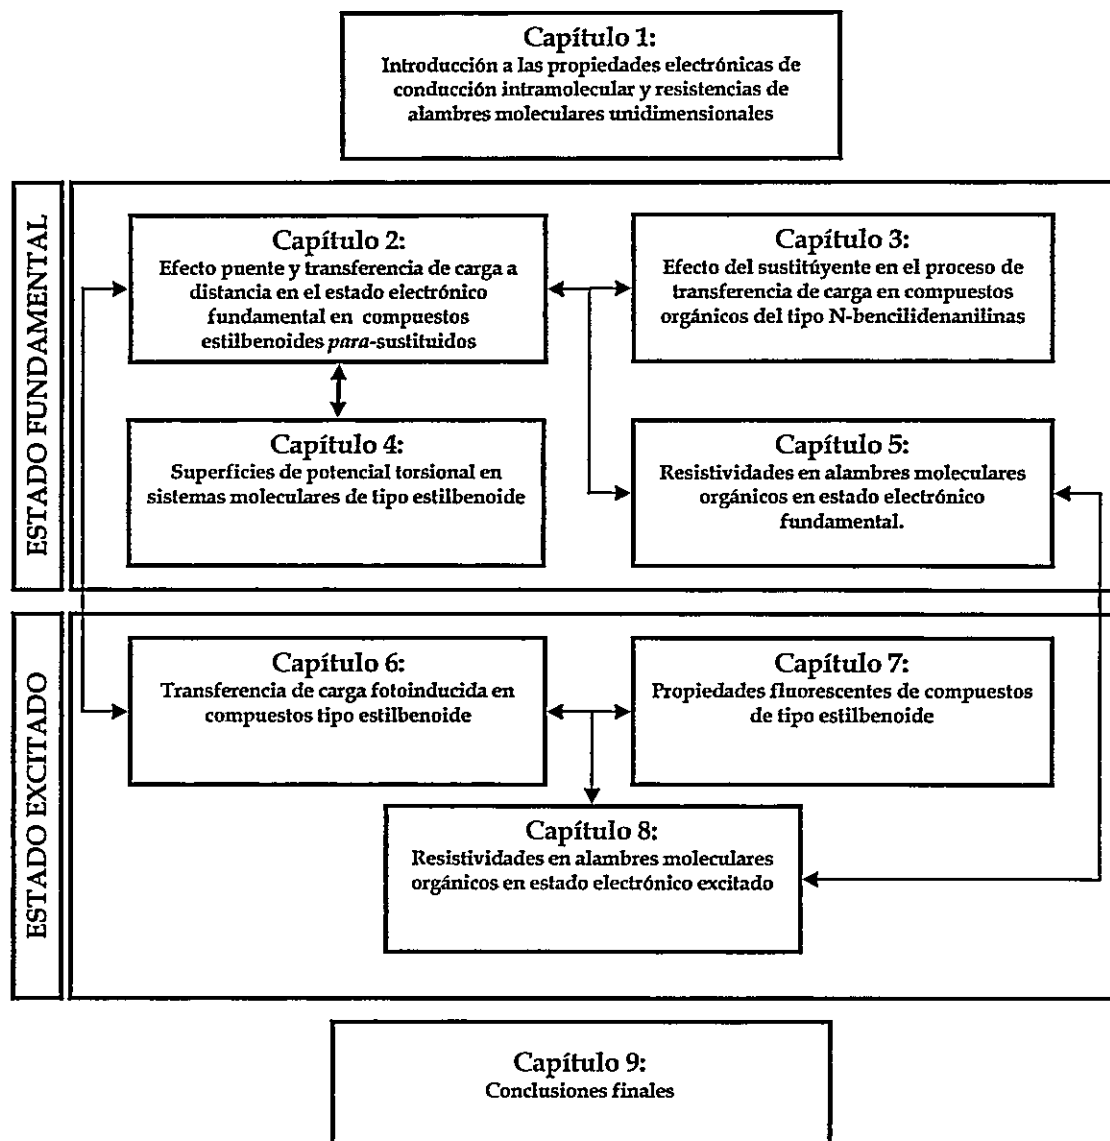 Capítulo 1:
Introducción a las propiedades electrónicas de
conducción intramolecular y resistencias de
alambres moleculares unidimensionales
ESTADO FUNDAMENTAL
Capítulo 2:
Efecto puente y transferencia de carga a
distancia en el estado electrónico
fundamental en compuestos
estilbenoides para-sustituidos
Capítulo 3:
Efecto del sustitúyente en el proceso de
transferencia de carga en compuestos
orgánicos del tipo N-bencilidenanilinas
Capítulo 4:
Superficies de potencial torsional en
sistemas moleculares de tipo estilbenoide
Capítulo 5:
Resistividades en alambres moleculares
orgánicos en estado electrónico
fundamental.
ESTADO EXCITADO
Capítulo 6:
Transferencia de carga fotoinducida en
compuestos tipo estilbenoide
Capítulo 7:
Propiedades fluorescentes de compuestos
de tipo estilbenoide
Capítulo 8:
Resistividades en alambres moleculares
orgánicos en estado electrónico excitado
Capítulo 9:
Conclusiones finales